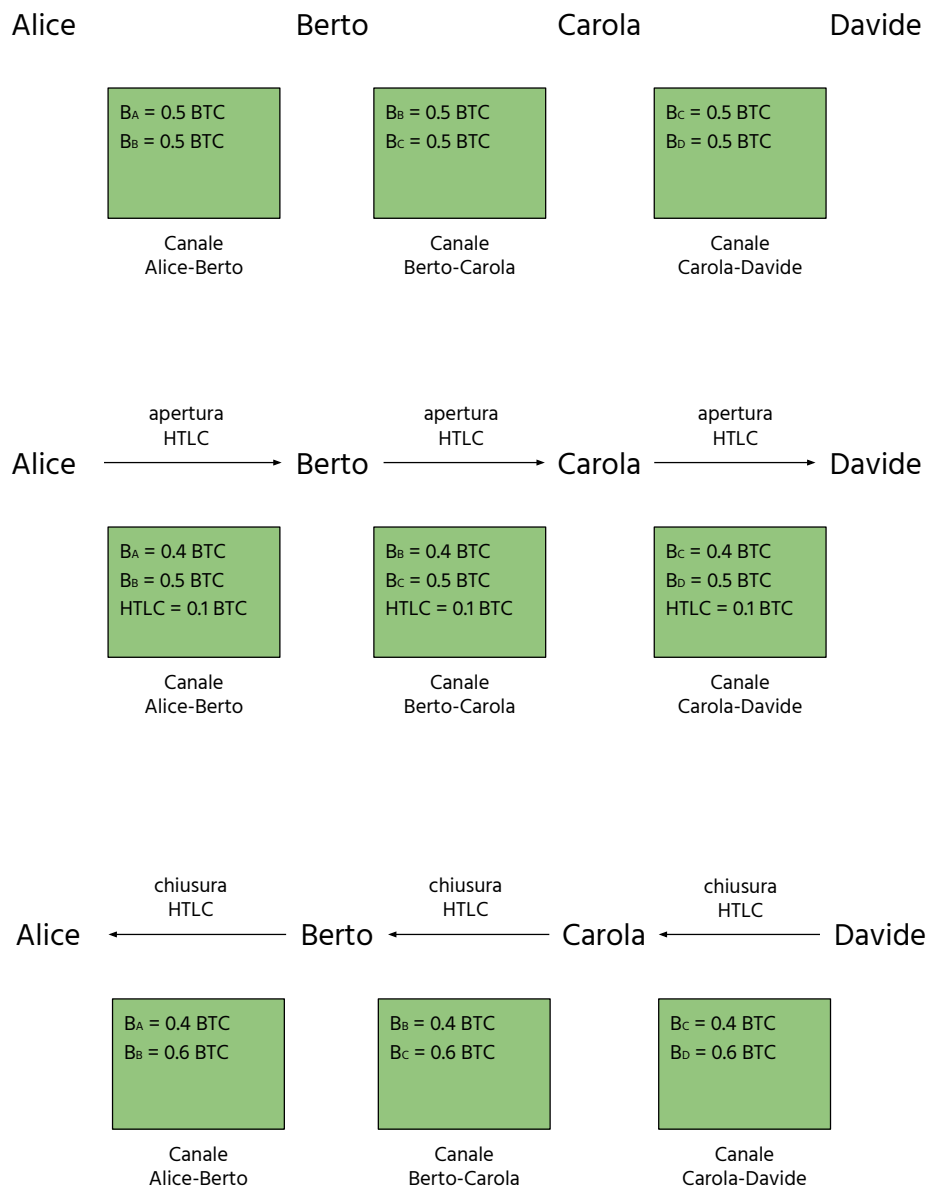 Alice
Berto
Carola
Davide
BA = 0.5 BTC
BB = 0.5 BTC
Canale
Alice-Berto
BB = 0.5 BTC
BC = 0.5 BTC
Canale
Berto-Carola
BC = 0.5 BTC
BD = 0.5 BTC
Canale
Carola-Davide
apertura
HTLC
apertura
HTLC
apertura
HTLC
Alice
Berto
Carola
Davide
BA = 0.4 BTC
BB = 0.5 BTC
HTLC = 0.1 BTC
Canale
Alice-Berto
BB = 0.4 BTC
BC = 0.5 BTC
HTLC = 0.1 BTC
Canale
Berto-Carola
BC = 0.4 BTC
BD = 0.5 BTC
HTLC = 0.1 BTC
Canale
Carola-Davide
chiusura
HTLC
chiusura
HTLC
chiusura
HTLC
Alice
Berto
Carola
Davide
BA = 0.4 BTC
BB = 0.6 BTC
Canale
Alice-Berto
BB = 0.4 BTC
BC = 0.6 BTC
Canale
Berto-Carola
BC = 0.4 BTC
BD = 0.6 BTC
Canale
Carola-Davide